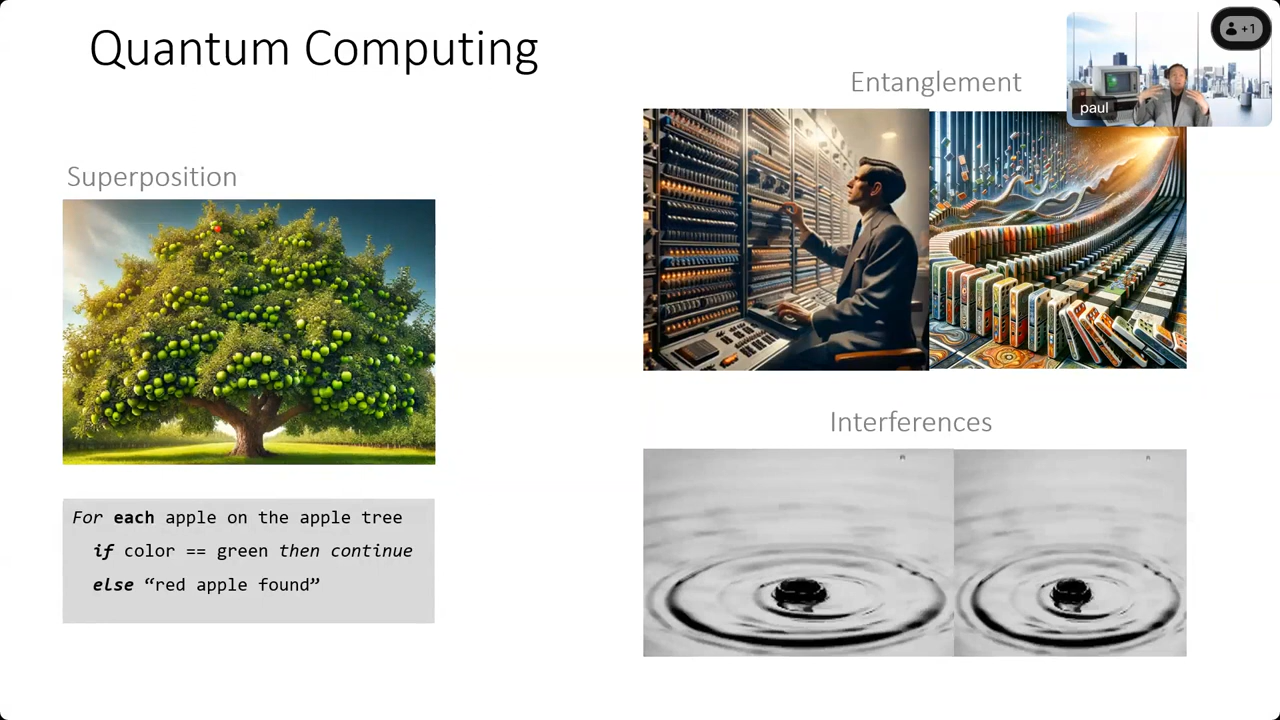 Quantum Computing
Entanglement
+1
paul
Superposition
For each apple on the apple tree
if color == green then continue
else “red apple found”
Interferences